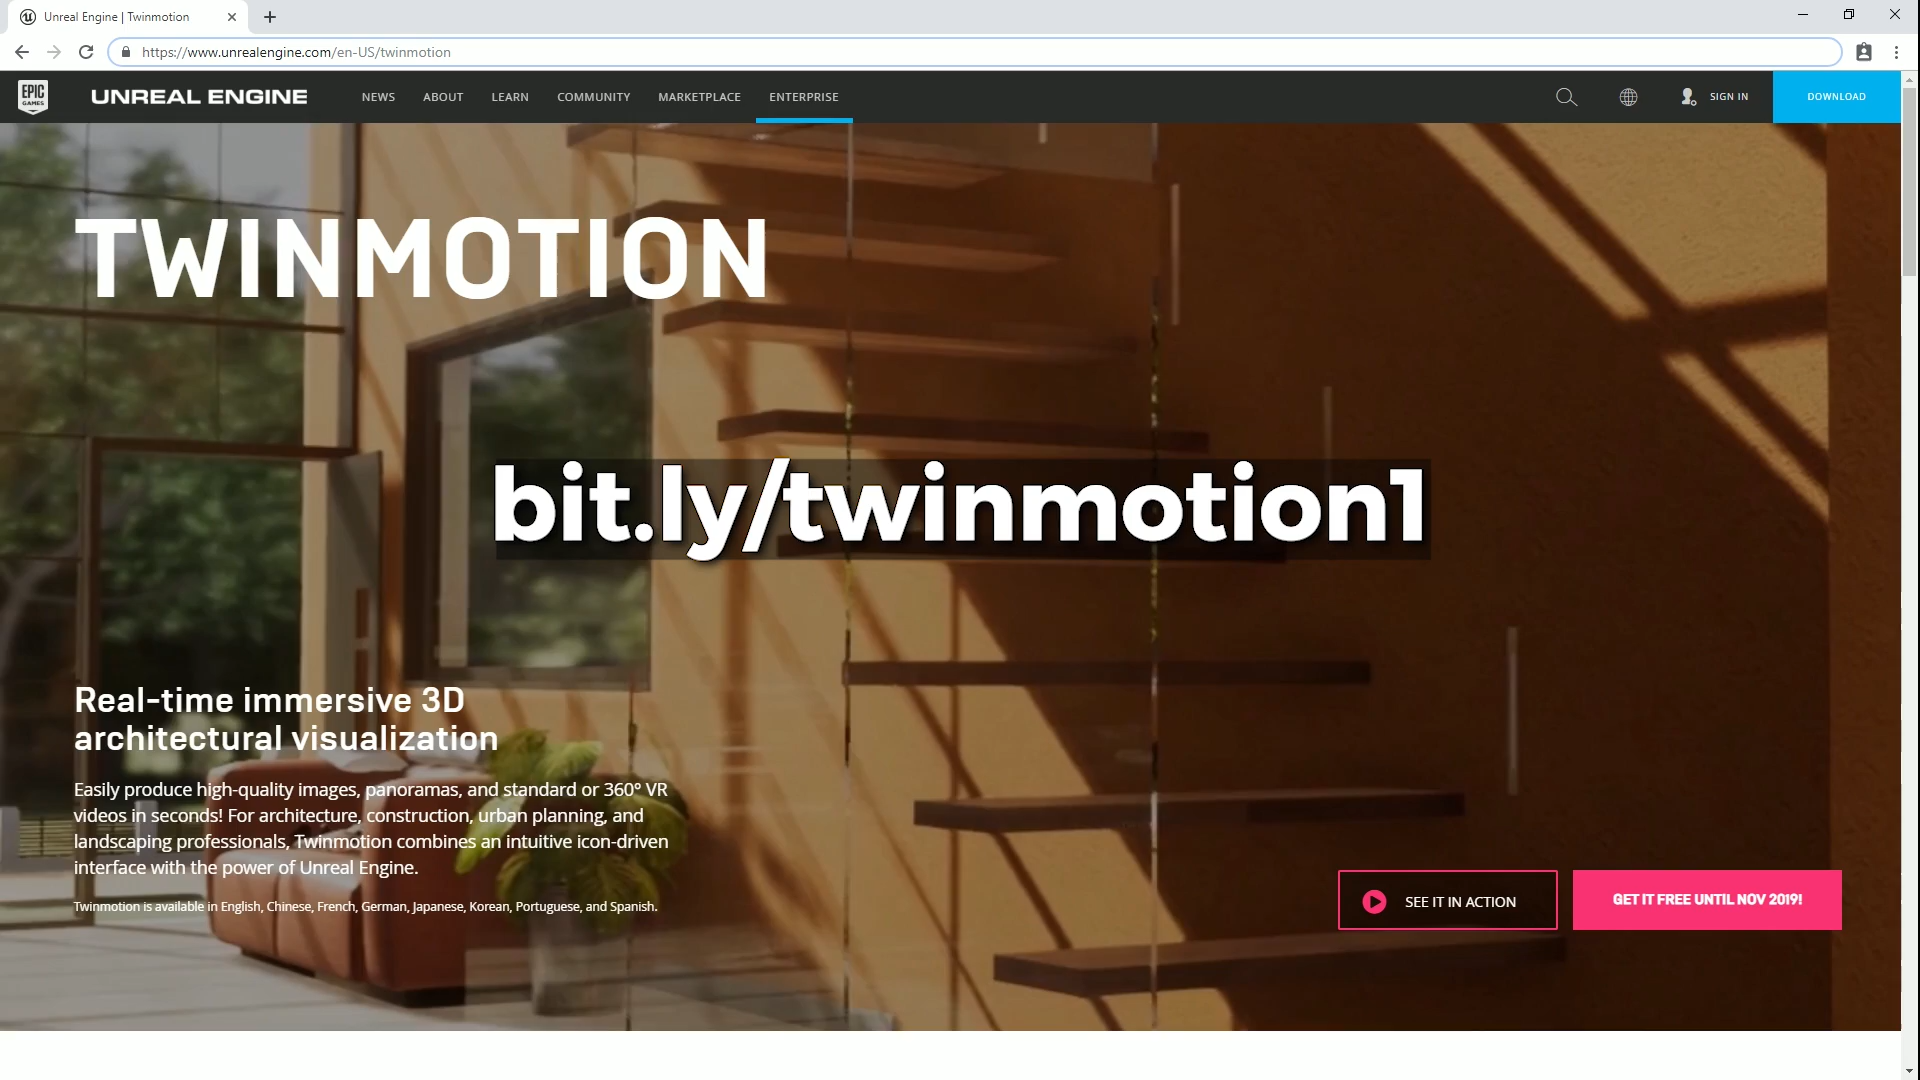 Unreal Engine | Twinmotion
https://www.unrealengine.com/en-US/twinmotion
EPIC
GAMES
UNREAL ENGINE
NEWS
ABOUT
LEARN
COMMUNITY
MARKETPLACE
ENTERPRISE
SIGN IN
DOWNLOAD
TWINMOTION
bit.ly/twinmotion1
Real-time immersive 3D
architectural visualization
Easily produce high-quality images, panoramas, and standard or 360° VR
videos in seconds! For architecture, construction, urban planning, and
landscaping professionals, Twinmotion combines an intuitive icon-driven
interface with the power of Unreal Engine.
Twinmotion is available in English, Chinese, French, German, Japanese, Korean, Portuguese, and Spanish.
SEE IT IN ACTION
GET IT FREE UNTIL NOV 2019!